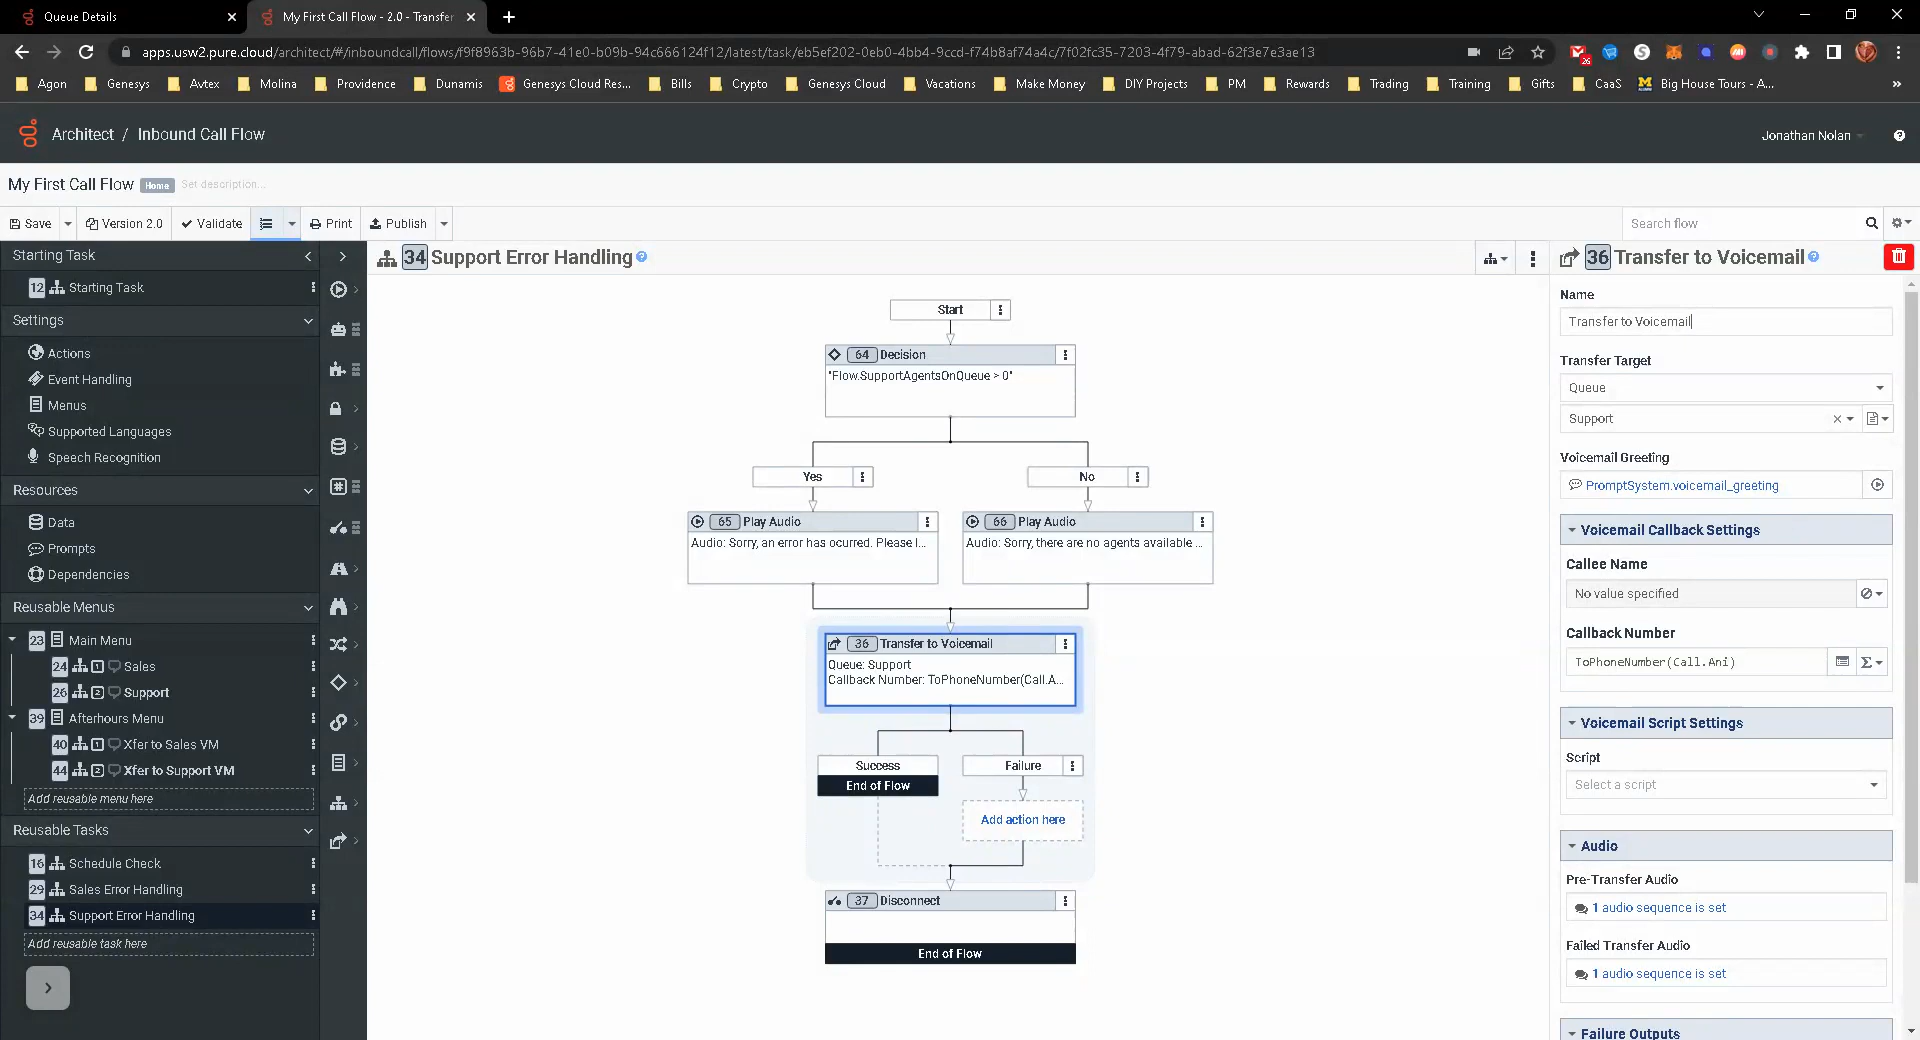 Queue Details
My First Call Flow - 2.0 - Transfer
apps.usw2.pure.cloud/architect/#/inboundcall/flows/f9f8963b-96b7-41e0-b09b-94c666124f12/latest/task/eb5ef202-0eb0-4bb4-9ccd-f74b8af74a4c/7f02fc35-7203-4f79-abad-62f3e7e3ae13
26
Agon
Genesys
Avtex
Molina
Providence
Dunamis
Genesys Cloud Res...
Bills
Crypto
Genesys Cloud
Vacations
Make Money
DIY Projects
PM
Rewards
Trading
Training
Gifts
CaaS
Big House Tours - A...
Architect / Inbound Call Flow
Jonathan Nolan
My First Call Flow Home Set description...
Save
Version 2.0
Validate
Print
Publish
Search flow
Starting Task
12 Starting Task
Settings
Actions
Event Handling
Menus
Supported Languages
Speech Recognition
Resources
Data
Prompts
Dependencies
Reusable Menus
23 Main Menu
24 1 Sales
26 2 Support
39 Afterhours Menu
40 1 Xfer to Sales VM
44 2 Xfer to Support VM
Add reusable menu here
Reusable Tasks
16 Schedule Check
29 Sales Error Handling
34 Support Error Handling
Add reusable task here
34 Support Error Handling
Start
64 Decision
"Flow.SupportAgentsOnQueue > 0"
Yes
No
65 Play Audio
Audio: Sorry, an error has ocurred. Please l...
66 Play Audio
Audio: Sorry, there are no agents available ...
36 Transfer to Voicemail
Queue: Support
Callback Number: ToPhoneNumber(Call.A...
Success
End of Flow
Failure
Add action here
37 Disconnect
End of Flow
36 Transfer to Voicemail
Name
Transfer to Voicemail
Transfer Target
Queue
Support
Voicemail Greeting
PromptSystem.voicemail_greeting
Voicemail Callback Settings
Callee Name
No value specified
Callback Number
ToPhoneNumber(Call.Ani)
Voicemail Script Settings
Script
Select a script
Audio
Pre-Transfer Audio
1 audio sequence is set
Failed Transfer Audio
1 audio sequence is set
Failure Outputs